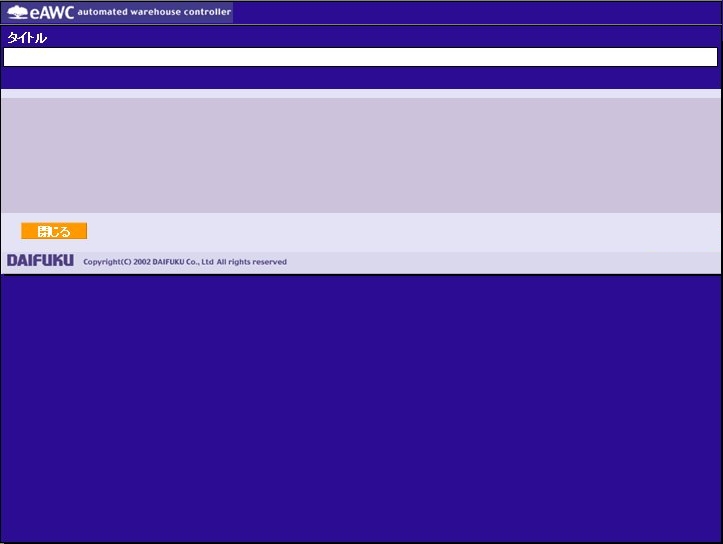 eAWC automated warehouse controller
タイトル
閉じる
DAIFUKU Copyright(C) 2002 DAIFUKU Co., Ltd All rights reserved